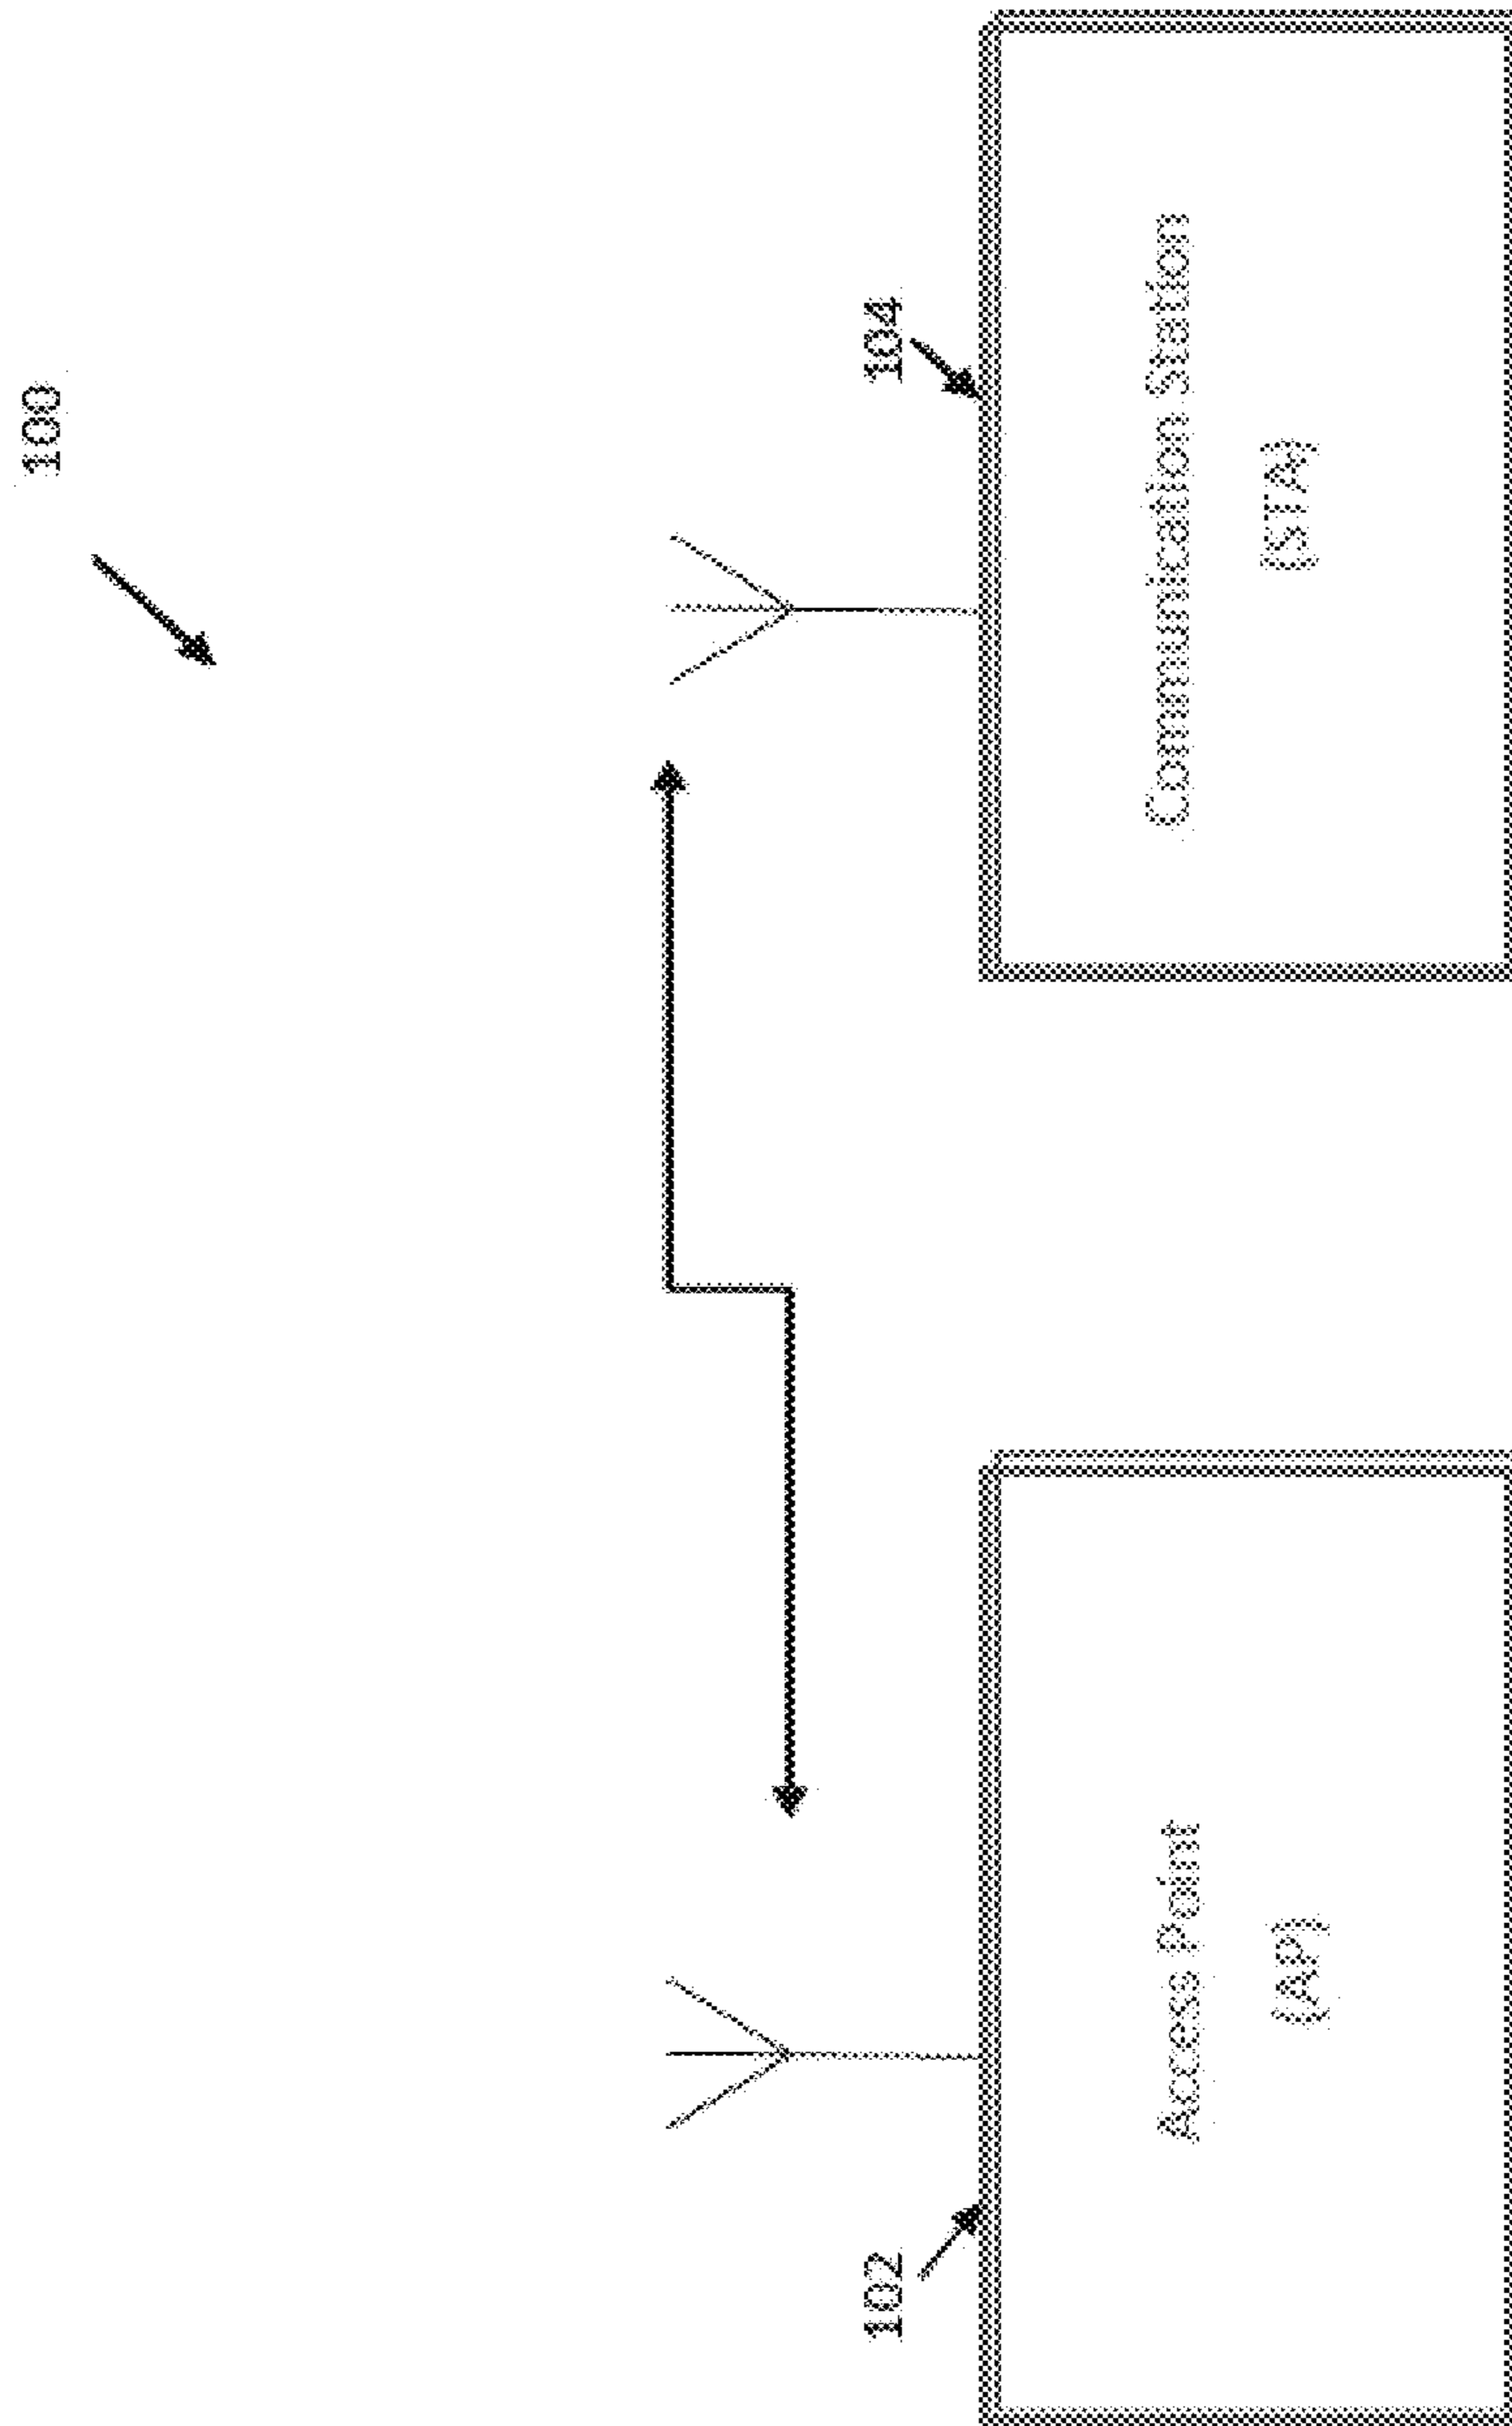 100
102
104
Access Point
(AP)
Communication Station
(STA)